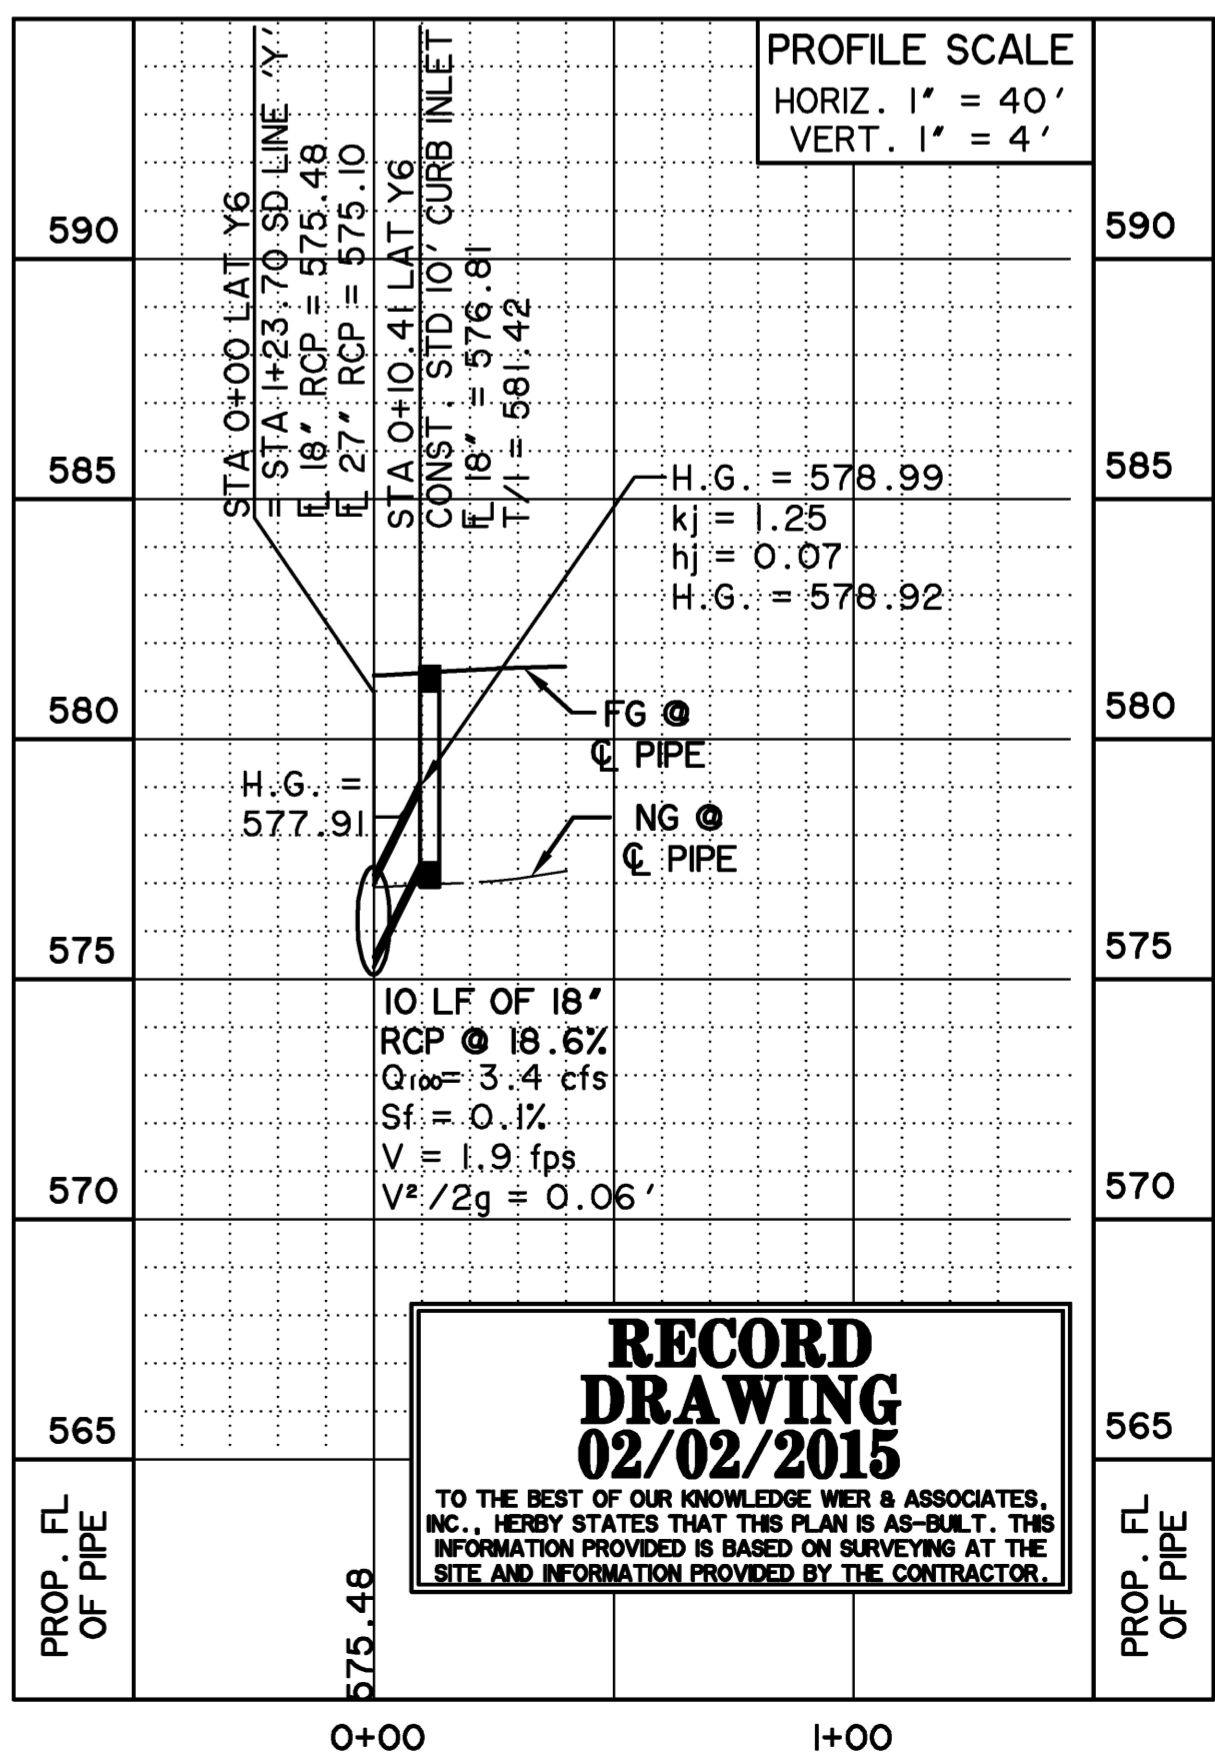 PROFILE SCALE
HORIZ. 1" = 40'
VERT. 1" = 4'
STA 0+00 LAT Y6
= STA 1+23.70 SD LINE 'Y'
FL 18" RCP = 575.48
FL 27" RCP = 575.10
STA 0+10.41 LAT Y6
CONST. STD 10' CURB INLET
FL 18" = 576.81
T/I = 581.42
590
590
585
585
H.G. = 578.99
kj = 1.25
hj = 0.07
H.G. = 578.92
580
580
FG @
℄ PIPE
H.G. =
577.91
NG @
℄ PIPE
575
575
10 LF OF 18"
RCP @ 18.6%
Q100= 3.4 cfs
Sf = 0.1%
V = 1.9 fps
V²/2g = 0.06'
570
570
RECORD
DRAWING
02/02/2015
TO THE BEST OF OUR KNOWLEDGE WIER & ASSOCIATES,
INC., HERBY STATES THAT THIS PLAN IS AS-BUILT. THIS
INFORMATION PROVIDED IS BASED ON SURVEYING AT THE
SITE AND INFORMATION PROVIDED BY THE CONTRACTOR.
565
565
PROP. FL
OF PIPE
575.48
PROP. FL
OF PIPE
0+00
1+00